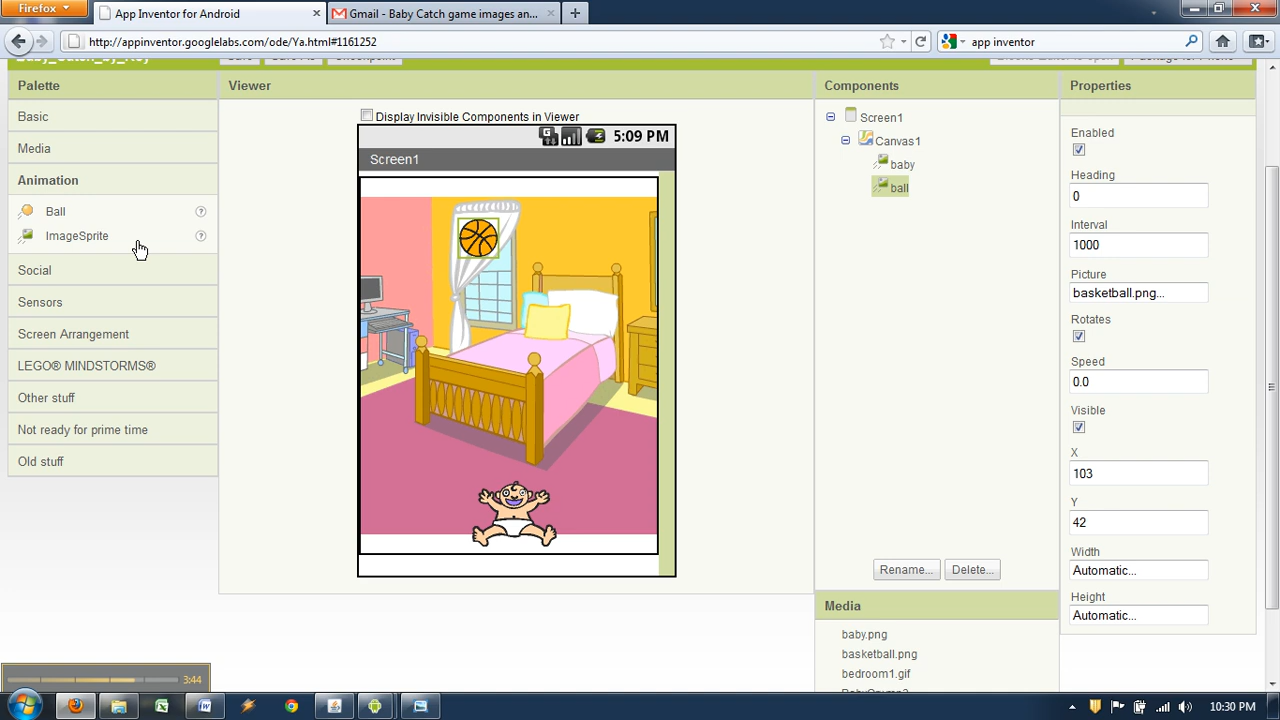 Firefox
App Inventor for Android
Gmail - Baby Catch game images an...
http://appinventor.googlelabs.com/ode/Ya.html#1161252
app inventor
Palette
Viewer
Components
Properties
Basic
Media
Animation
Ball
ImageSprite
Social
Sensors
Screen Arrangement
LEGO® MINDSTORMS®
Other stuff
Not ready for prime time
Old stuff
Display Invisible Components in Viewer
5:09 PM
Screen1
Screen1
Canvas1
baby
ball
Rename...
Delete...
Media
baby.png
basketball.png
bedroom1.gif
Enabled
Heading
0
Interval
1000
Picture
basketball.png...
Rotates
Speed
0.0
Visible
X
103
Y
42
Width
Automatic...
Height
Automatic...
3:44
10:30 PM